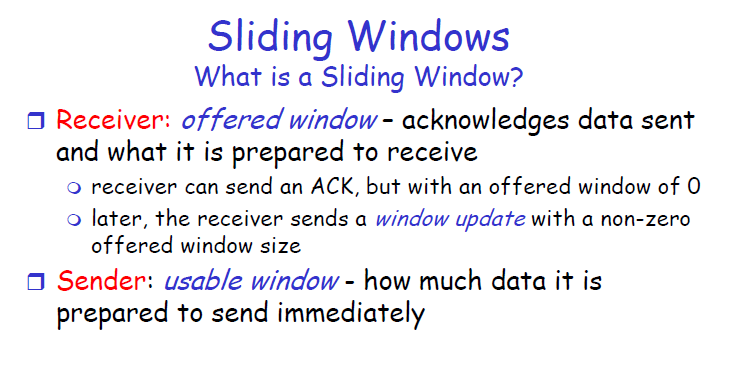 Sliding Windows
What is a Sliding Window?
Receiver: offered window – acknowledges data sent
and what it is prepared to receive
receiver can send an ACK, but with an offered window of 0
later, the receiver sends a window update with a non-zero
offered window size
Sender: usable window - how much data it is
prepared to send immediately